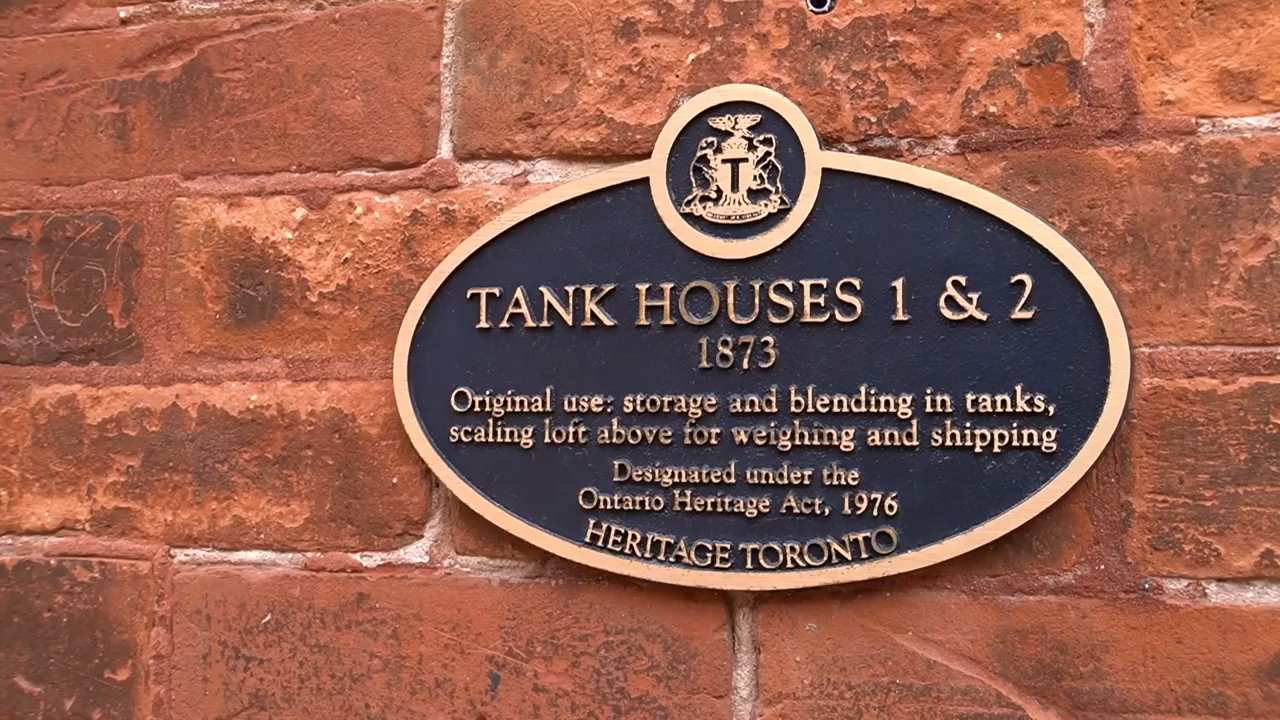 T
TANK HOUSES 1 & 2
1873
Original use: storage and blending in tanks,
scaling loft above for weighing and shipping
Designated under the
Ontario Heritage Act, 1976
HERITAGE TORONTO